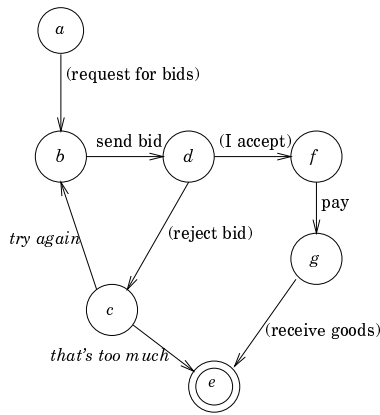 a
(request for bids)
b
send bid
d
(I accept)
f
pay
try again
(reject bid)
g
c
that's too much
(receive goods)
e